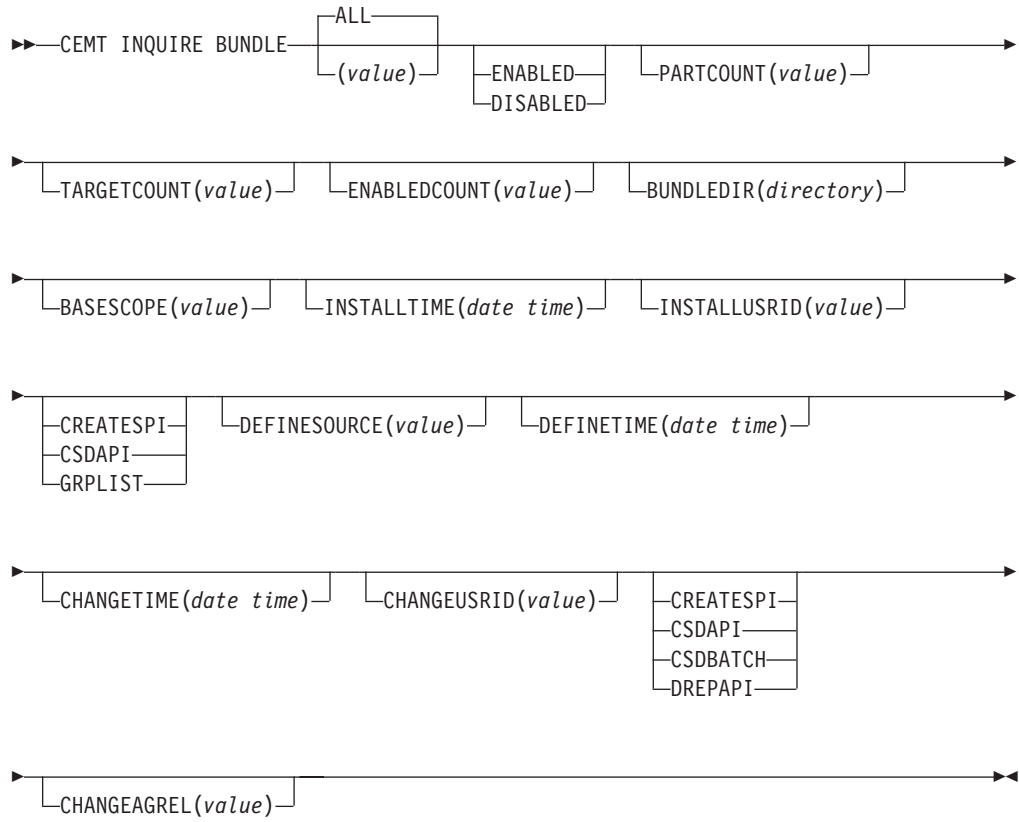 ALL
CEMT INQUIRE BUNDLE
(value) ENABLED PARTCOUNT(value)
DISABLED
TARGETCOUNT(value) ENABLEDCOUNT(value) BUNDLEDIR(directory)
BASESCOPE(value) INSTALLTIME(date time) INSTALLUSRID(value)
CREATESPI DEFINESOURCE(value) DEFINETIME(date time)
CSDAPI
GRPLIST
CHANGETIME(date time) CHANGEUSRID(value) CREATESPI
CSDAPI
CSDBATCH
DREPAPI
CHANGEAGREL(value)